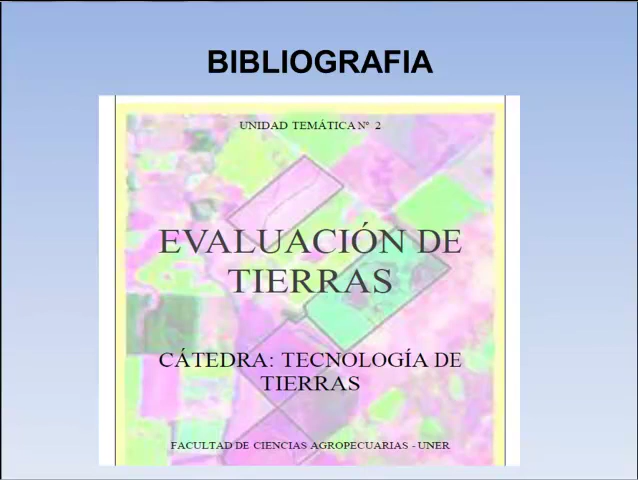 BIBLIOGRAFIA
UNIDAD TEMÁTICA Nº 2
EVALUACIÓN DE
TIERRAS
CÁTEDRA: TECNOLOGÍA DE
TIERRAS
FACULTAD DE CIENCIAS AGROPECUARIAS - UNER